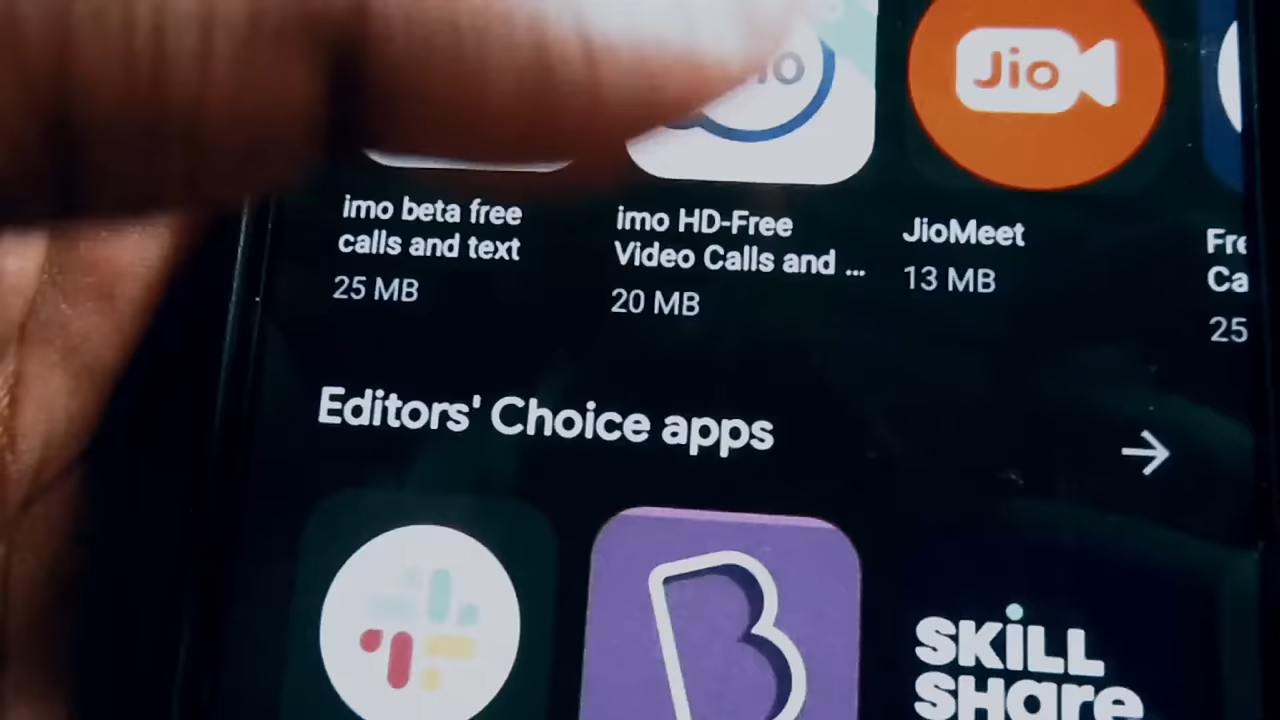 Jio
imo beta free
calls and text
25 MB
imo HD-Free
Video Calls and ...
20 MB
JioMeet
13 MB
Editors' Choice apps
B
SKiLL
SHare